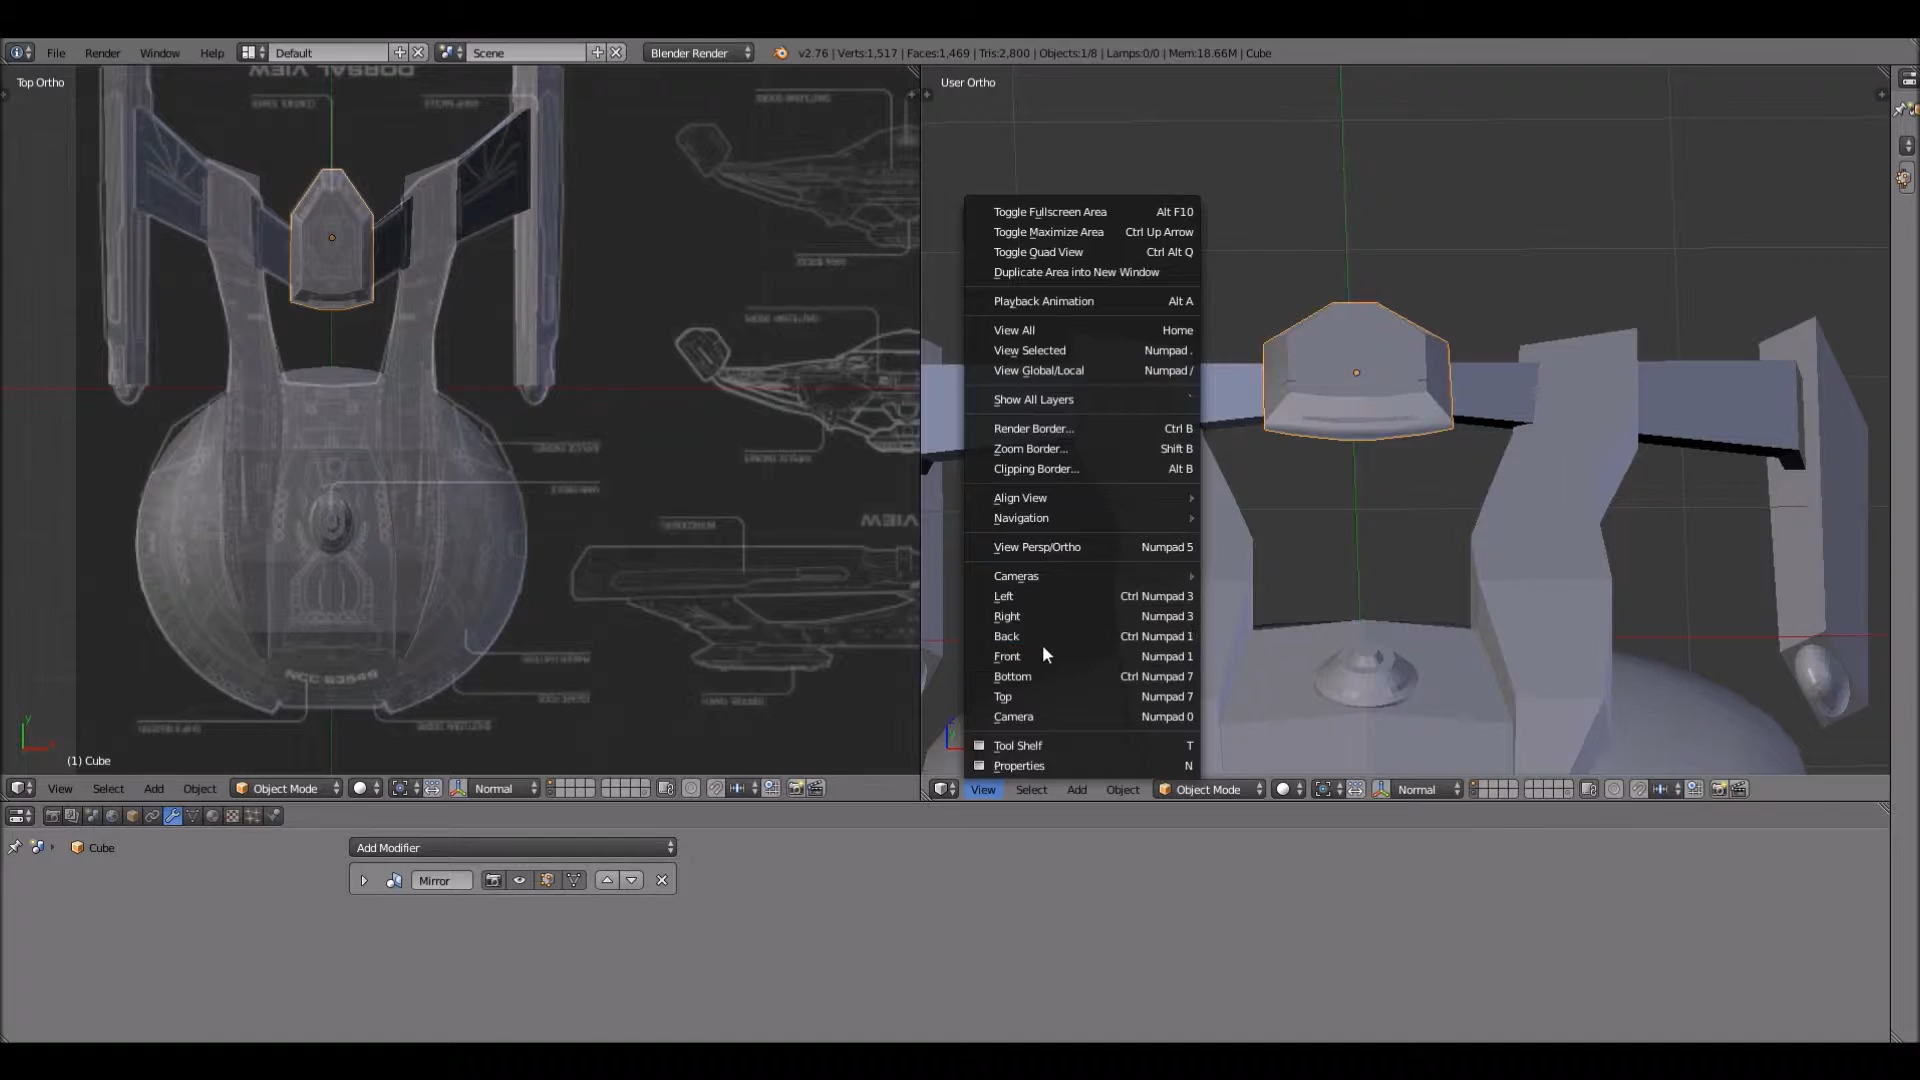 File Render Window Help Default Scene Blender Render v2.76 | Verts:1,517 | Faces:1,469 | Tris:2,800 | Objects:1/8 | Lamps:0/0 | Mem:18.66M | Cube
Top Ortho
DORSAL VIEW
VIEW
NCC-83549
(1) Cube
View Select Add Object Object Mode Normal
User Ortho
Toggle Fullscreen Area Alt F10
Toggle Maximize Area Ctrl Up Arrow
Toggle Quad View Ctrl Alt Q
Duplicate Area into New Window
Playback Animation Alt A
View All Home
View Selected Numpad .
View Global/Local Numpad /
Show All Layers `
Render Border... Ctrl B
Zoom Border... Shift B
Clipping Border... Alt B
Align View
Navigation
View Persp/Ortho Numpad 5
Cameras
Left Ctrl Numpad 3
Right Numpad 3
Back Ctrl Numpad 1
Front Numpad 1
Bottom Ctrl Numpad 7
Top Numpad 7
Camera Numpad 0
Tool Shelf T
Properties N
View Select Add Object Object Mode Normal
Cube
Add Modifier
Mirror